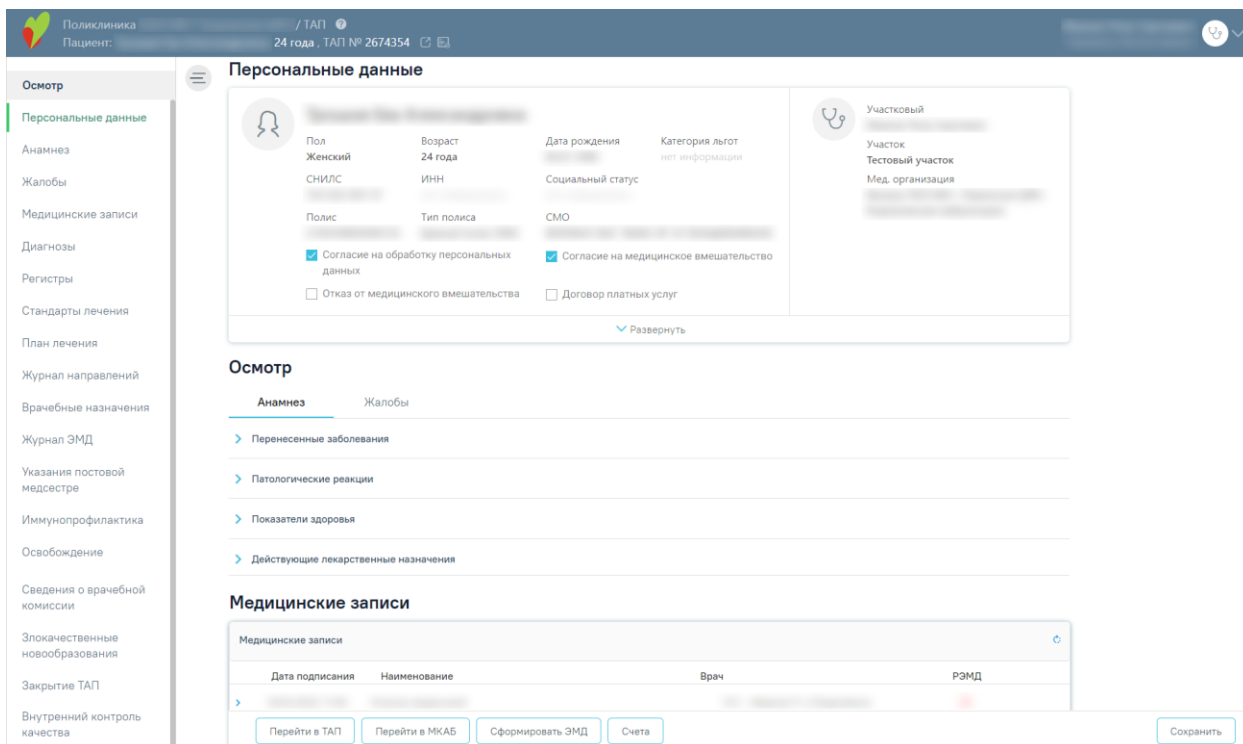 Поликлиника / ТАП ?
Пациент: 24 года , ТАП № 2674354
Осмотр
Персональные данные
Анамнез
Жалобы
Медицинские записи
Диагнозы
Регистры
Стандарты лечения
План лечения
Журнал направлений
Врачебные назначения
Журнал ЭМД
Указания постовой
медсестре
Иммунопрофилактика
Освобождение
Сведения о врачебной
комиссии
Злокачественные
новообразования
Закрытие ТАП
Внутренний контроль
качества
Персональные данные
Пол Возраст Дата рождения Категория льгот
Женский 24 года нет информации
СНИЛС ИНН Социальный статус
Полис Тип полиса СМО
Согласие на обработку персональных
данных
Согласие на медицинское вмешательство
Отказ от медицинского вмешательства
Договор платных услуг
Участковый
Участок
Тестовый участок
Мед. организация
Развернуть
Осмотр
Анамнез Жалобы
Перенесенные заболевания
Патологические реакции
Показатели здоровья
Действующие лекарственные назначения
Медицинские записи
Медицинские записи
Дата подписания Наименование Врач РЭМД
Перейти в ТАП Перейти в МКАБ Сформировать ЭМД Счета Сохранить